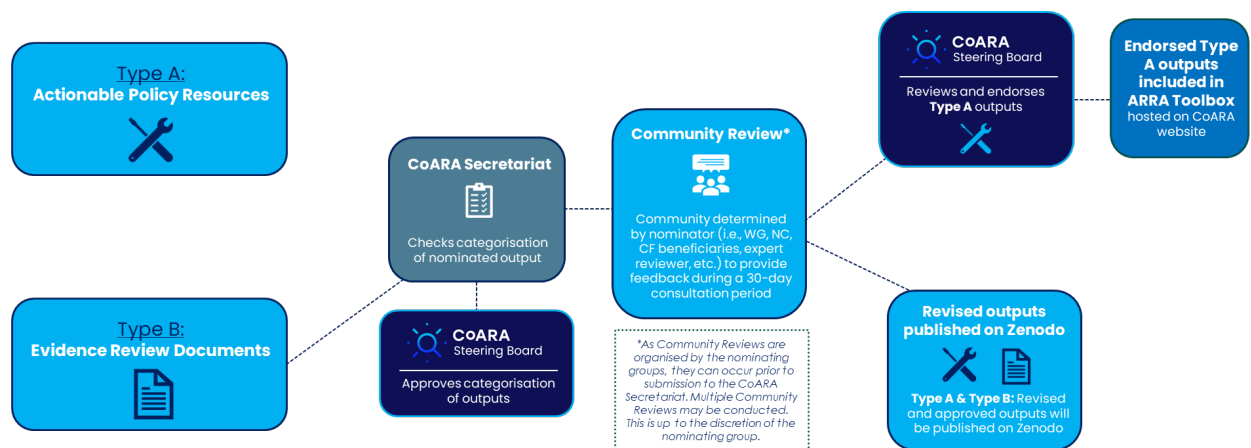 Type A:
Actionable Policy Resources
Type B:
Evidence Review Documents
CoARA Secretariat
Checks categorisation
of nominated output
CoARA
Steering Board
Approves categorisation
of outputs
Community Review*
Community determined
by nominator (i.e., WG, NC,
CF beneficiaries, expert
reviewer, etc.) to provide
feedback during a 30-day
consultation period
*As Community Reviews are
organised by the nominating
groups, they can occur prior to
submission to the CoARA
Secretariat. Multiple Community
Reviews may be conducted.
This is up to the discretion of the
nominating group.
CoARA
Steering Board
Reviews and endorses
Type A outputs
Endorsed Type
A outputs
included in
ARRA Toolbox
hosted on CoARA
website
Revised outputs
published on Zenodo
Type A & Type B: Revised
and approved outputs will
be published on Zenodo